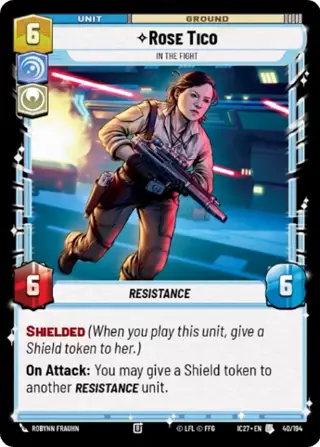 6
UNIT
GROUND
✧ROSE TICO
IN THE FIGHT
6
RESISTANCE
6
SHIELDED (When you play this unit, give a
Shield token to her.)
On Attack: You may give a Shield token to
another RESISTANCE unit.
ROBYNN FRAUHN
U
© LFL © FFG
IC27 • EN
40/194